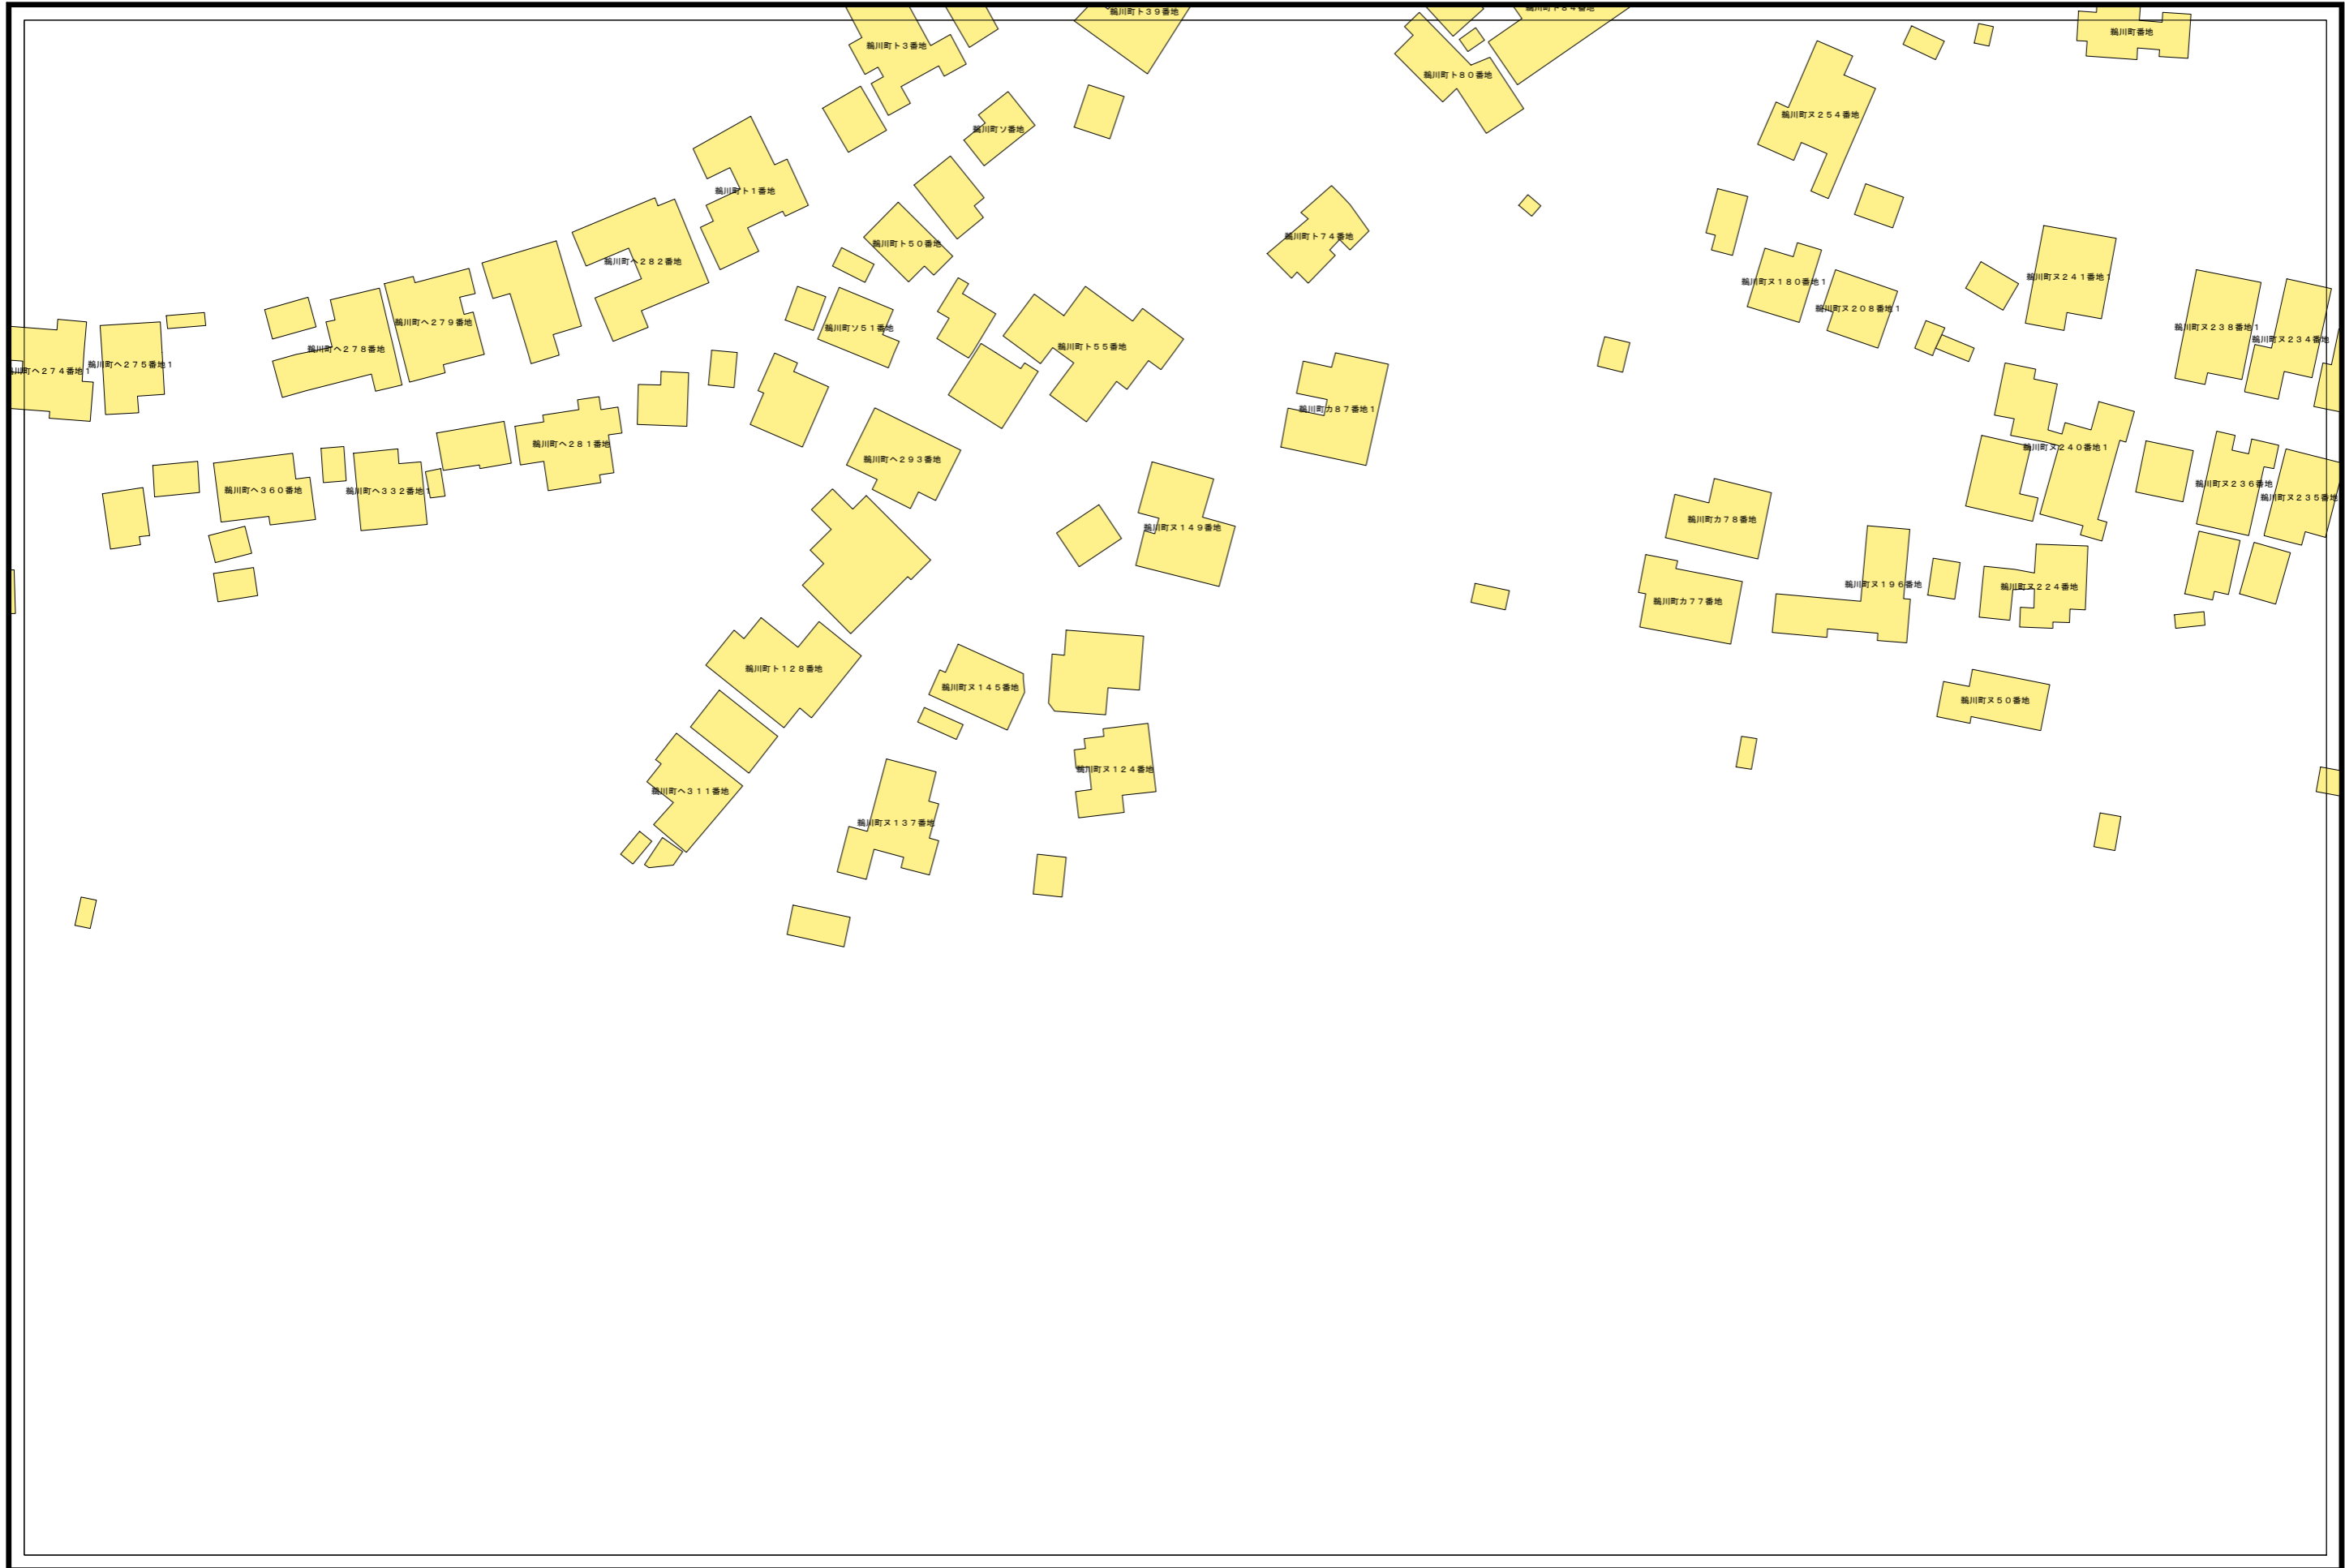 鵜川町ト３９番地
鵜川町ト８４番地
鵜川町番地
鵜川町ト３番地
鵜川町ト８０番地
鵜川町ヌ２５４番地
鵜川町ソ番地
鵜川町ト１番地
鵜川町ト７４番地
鵜川町ト５０番地
鵜川町ヘ２８２番地
鵜川町ヌ２４１番地１
鵜川町ヌ１８０番地１
鵜川町ヌ２０８番地１
鵜川町ヘ２７９番地
鵜川町ソ５１番地
鵜川町ヌ２３８番地１
鵜川町ヌ２３４番地
鵜川町ヘ２７８番地
鵜川町ト５５番地
鵜川町ヘ２７５番地１
川町ヘ２７４番地１
鵜川町カ８７番地１
鵜川町ヘ２８１番地
鵜川町ヌ２４０番地１
鵜川町ヘ２９３番地
鵜川町ヘ３６０番地
鵜川町ヘ３３２番地１
鵜川町ヌ２３６番地
鵜川町ヌ２３５番地
鵜川町カ７８番地
鵜川町ヌ１４９番地
鵜川町ヌ１９６番地
鵜川町ヌ２２４番地
鵜川町カ７７番地
鵜川町ト１２８番地
鵜川町ヌ１４５番地
鵜川町ヌ５０番地
鵜川町ヌ１２４番地
鵜川町ヘ３１１番地
鵜川町ヌ１３７番地